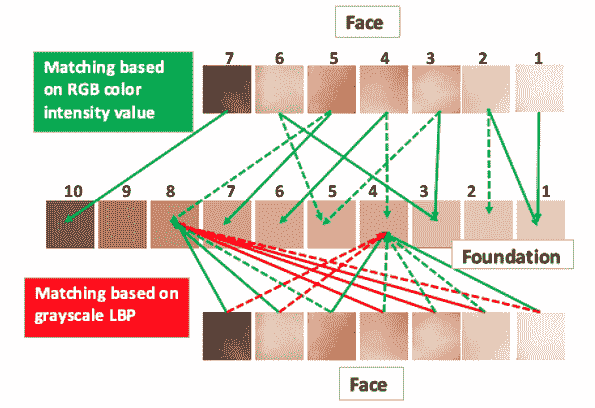 Face
Matching based
on RGB color
intensity value
7 6 5 4 3 2 1
10 9 8 7 6 5 4 3 2 1
Foundation
Matching based on
grayscale LBP
Face